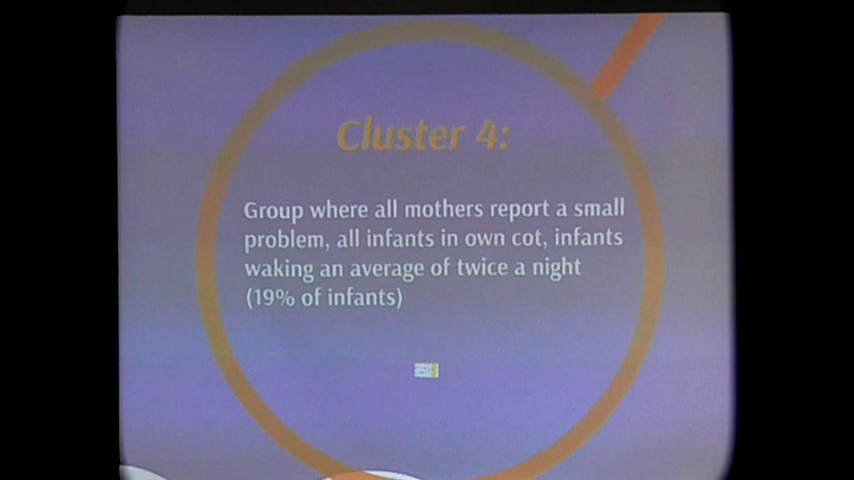 Cluster 4:
Group where all mothers report a small
problem, all infants in own cot, infants
waking an average of twice a night
(19% of infants)